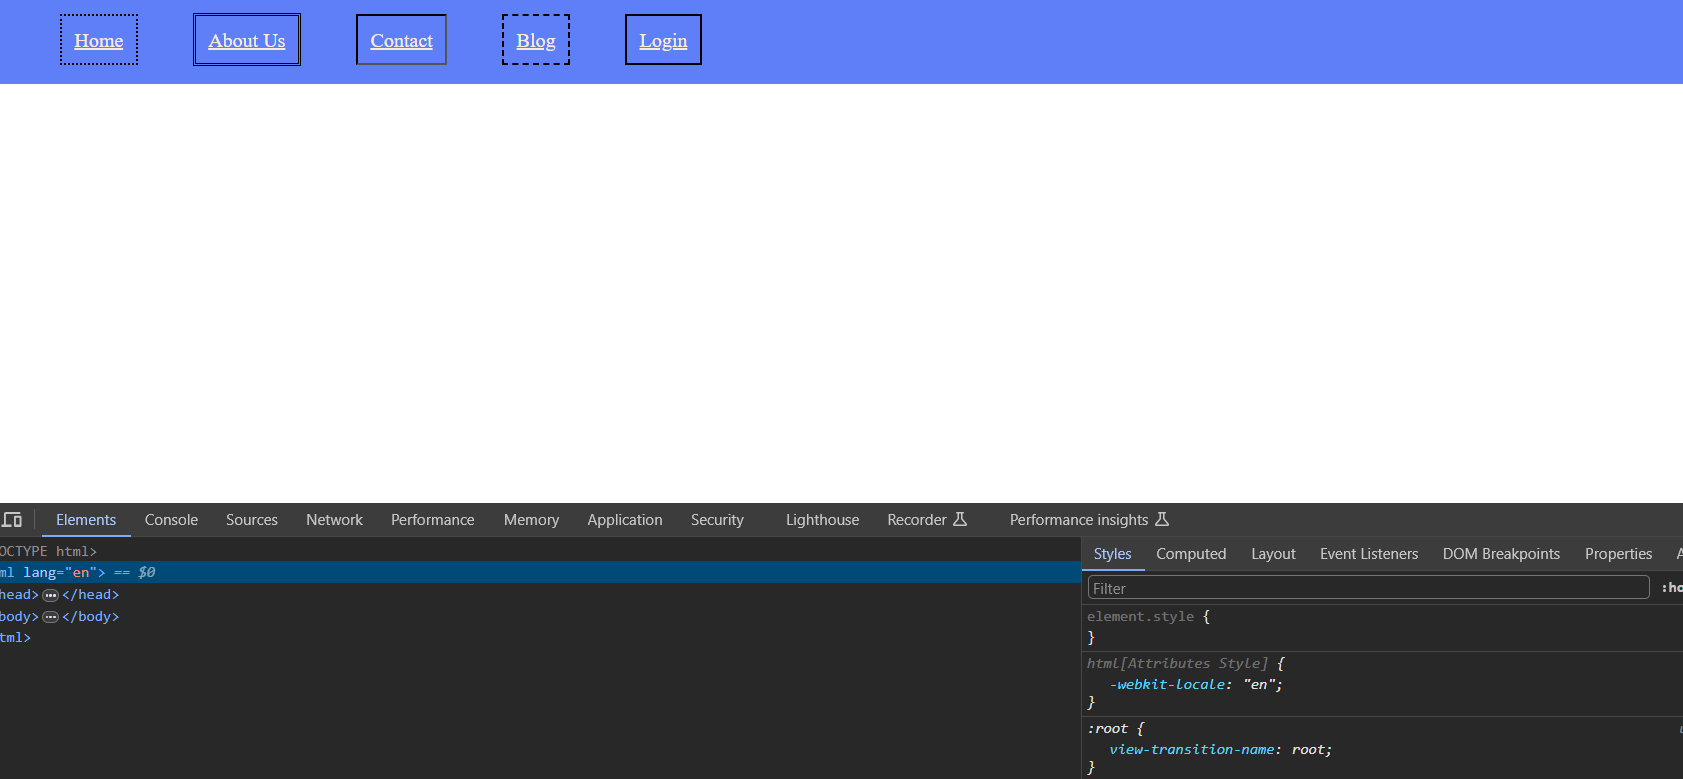 Home About Us Contact Blog Login
Elements Console Sources Network Performance Memory Application Security Lighthouse Recorder Performance insights
OCTYPE html>
ml lang="en"> == $0
head> ••• </head>
body> ••• </body>
tml>
Styles Computed Layout Event Listeners DOM Breakpoints Properties A
Filter :ho
element.style {
}
html[Attributes Style] {
-webkit-locale: "en";
}
:root {
view-transition-name: root;
}